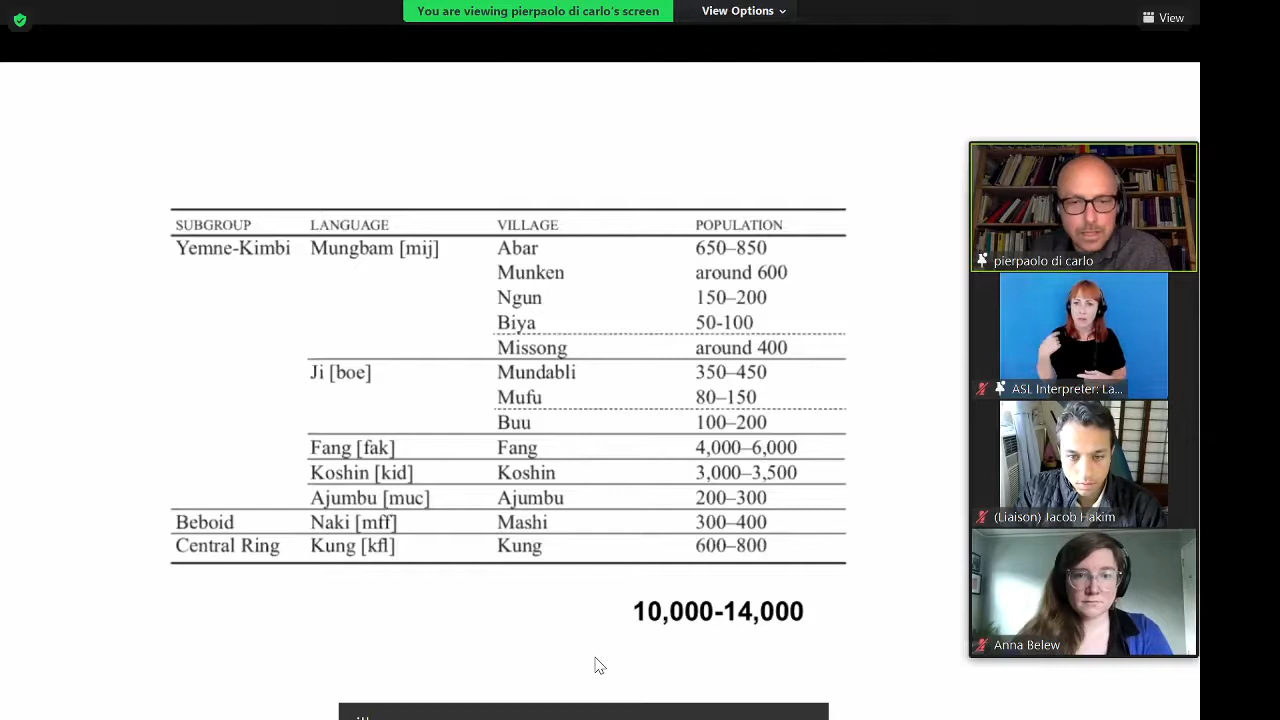 You are viewing pierpaolo di carlo's screen
View Options
View
SUBGROUP LANGUAGE VILLAGE POPULATION
Yemne-Kimbi Mungbam [mij] Abar 650–850
Munken around 600
Ngun 150–200
Biya 50-100
Missong around 400
Ji [boe] Mundabli 350–450
Mufu 80–150
Buu 100–200
Fang [fak] Fang 4,000–6,000
Koshin [kid] Koshin 3,000–3,500
Ajumbu [muc] Ajumbu 200–300
Beboid Naki [mff] Mashi 300–400
Central Ring Kung [kfl] Kung 600–800
10,000-14,000
pierpaolo di carlo
ASL Interpreter: La...
(Liaison) Jacob Hakim
Anna Belew